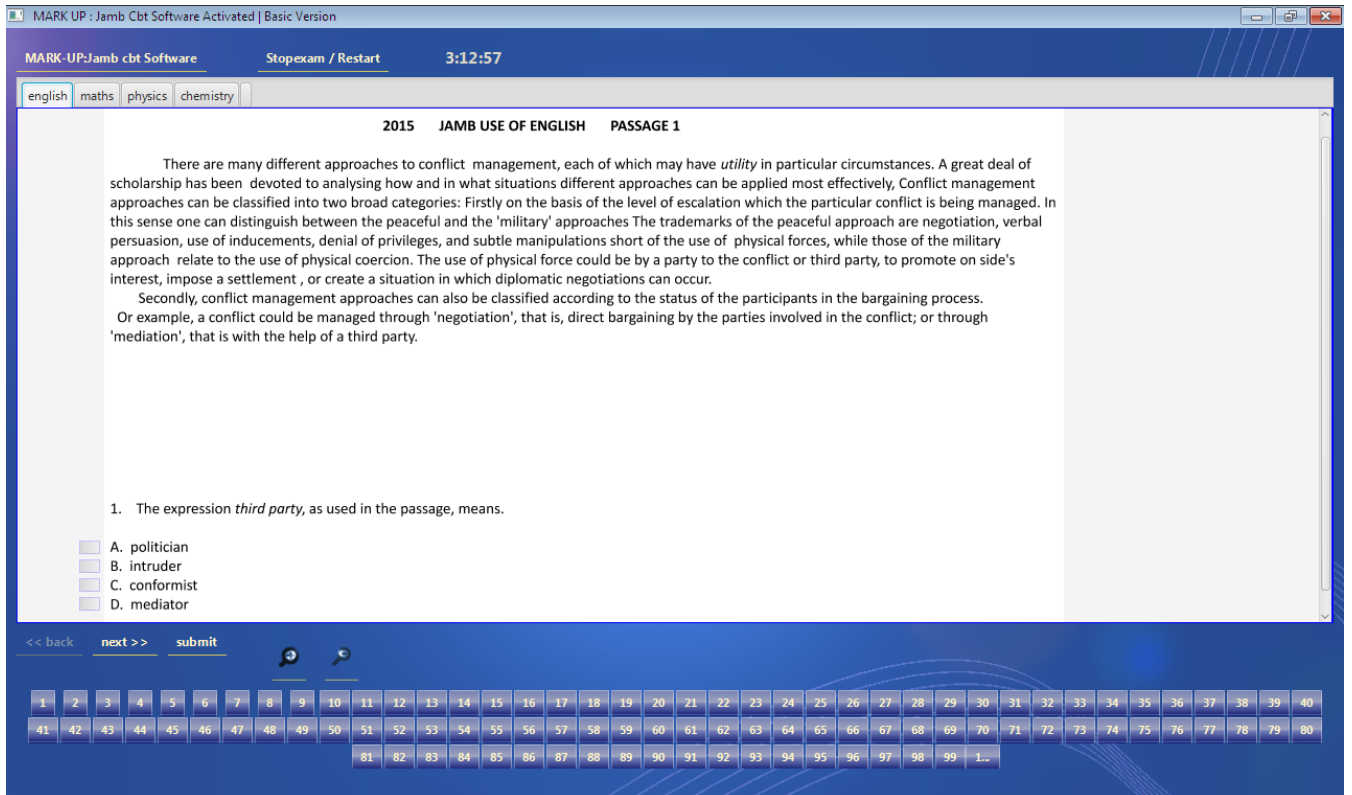 MARK UP : Jamb Cbt Software Activated | Basic Version
MARK-UP:Jamb cbt Software Stopexam / Restart 3:12:57
english maths physics chemistry
2015 JAMB USE OF ENGLISH PASSAGE 1
There are many different approaches to conflict management, each of which may have utility in particular circumstances. A great deal of
scholarship has been devoted to analysing how and in what situations different approaches can be applied most effectively, Conflict management
approaches can be classified into two broad categories: Firstly on the basis of the level of escalation which the particular conflict is being managed. In
this sense one can distinguish between the peaceful and the 'military' approaches The trademarks of the peaceful approach are negotiation, verbal
persuasion, use of inducements, denial of privileges, and subtle manipulations short of the use of physical forces, while those of the military
approach relate to the use of physical coercion. The use of physical force could be by a party to the conflict or third party, to promote on side's
interest, impose a settlement , or create a situation in which diplomatic negotiations can occur.
Secondly, conflict management approaches can also be classified according to the status of the participants in the bargaining process.
Or example, a conflict could be managed through 'negotiation', that is, direct bargaining by the parties involved in the conflict; or through
'mediation', that is with the help of a third party.
1. The expression third party, as used in the passage, means.
A. politician
B. intruder
C. conformist
D. mediator
<< back next >> submit
1 2 3 4 5 6 7 8 9 10 11 12 13 14 15 16 17 18 19 20 21 22 23 24 25 26 27 28 29 30 31 32 33 34 35 36 37 38 39 40
41 42 43 44 45 46 47 48 49 50 51 52 53 54 55 56 57 58 59 60 61 62 63 64 65 66 67 68 69 70 71 72 73 74 75 76 77 78 79 80
81 82 83 84 85 86 87 88 89 90 91 92 93 94 95 96 97 98 99 1...